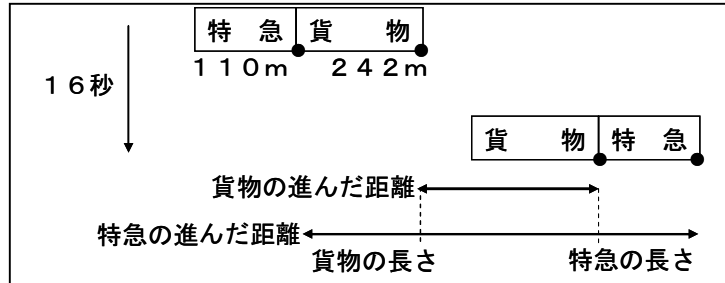 特 急 貨 物
１１０ｍ ２４２ｍ
１６秒
貨 物 特 急
貨物の進んだ距離
特急の進んだ距離
貨物の長さ 特急の長さ